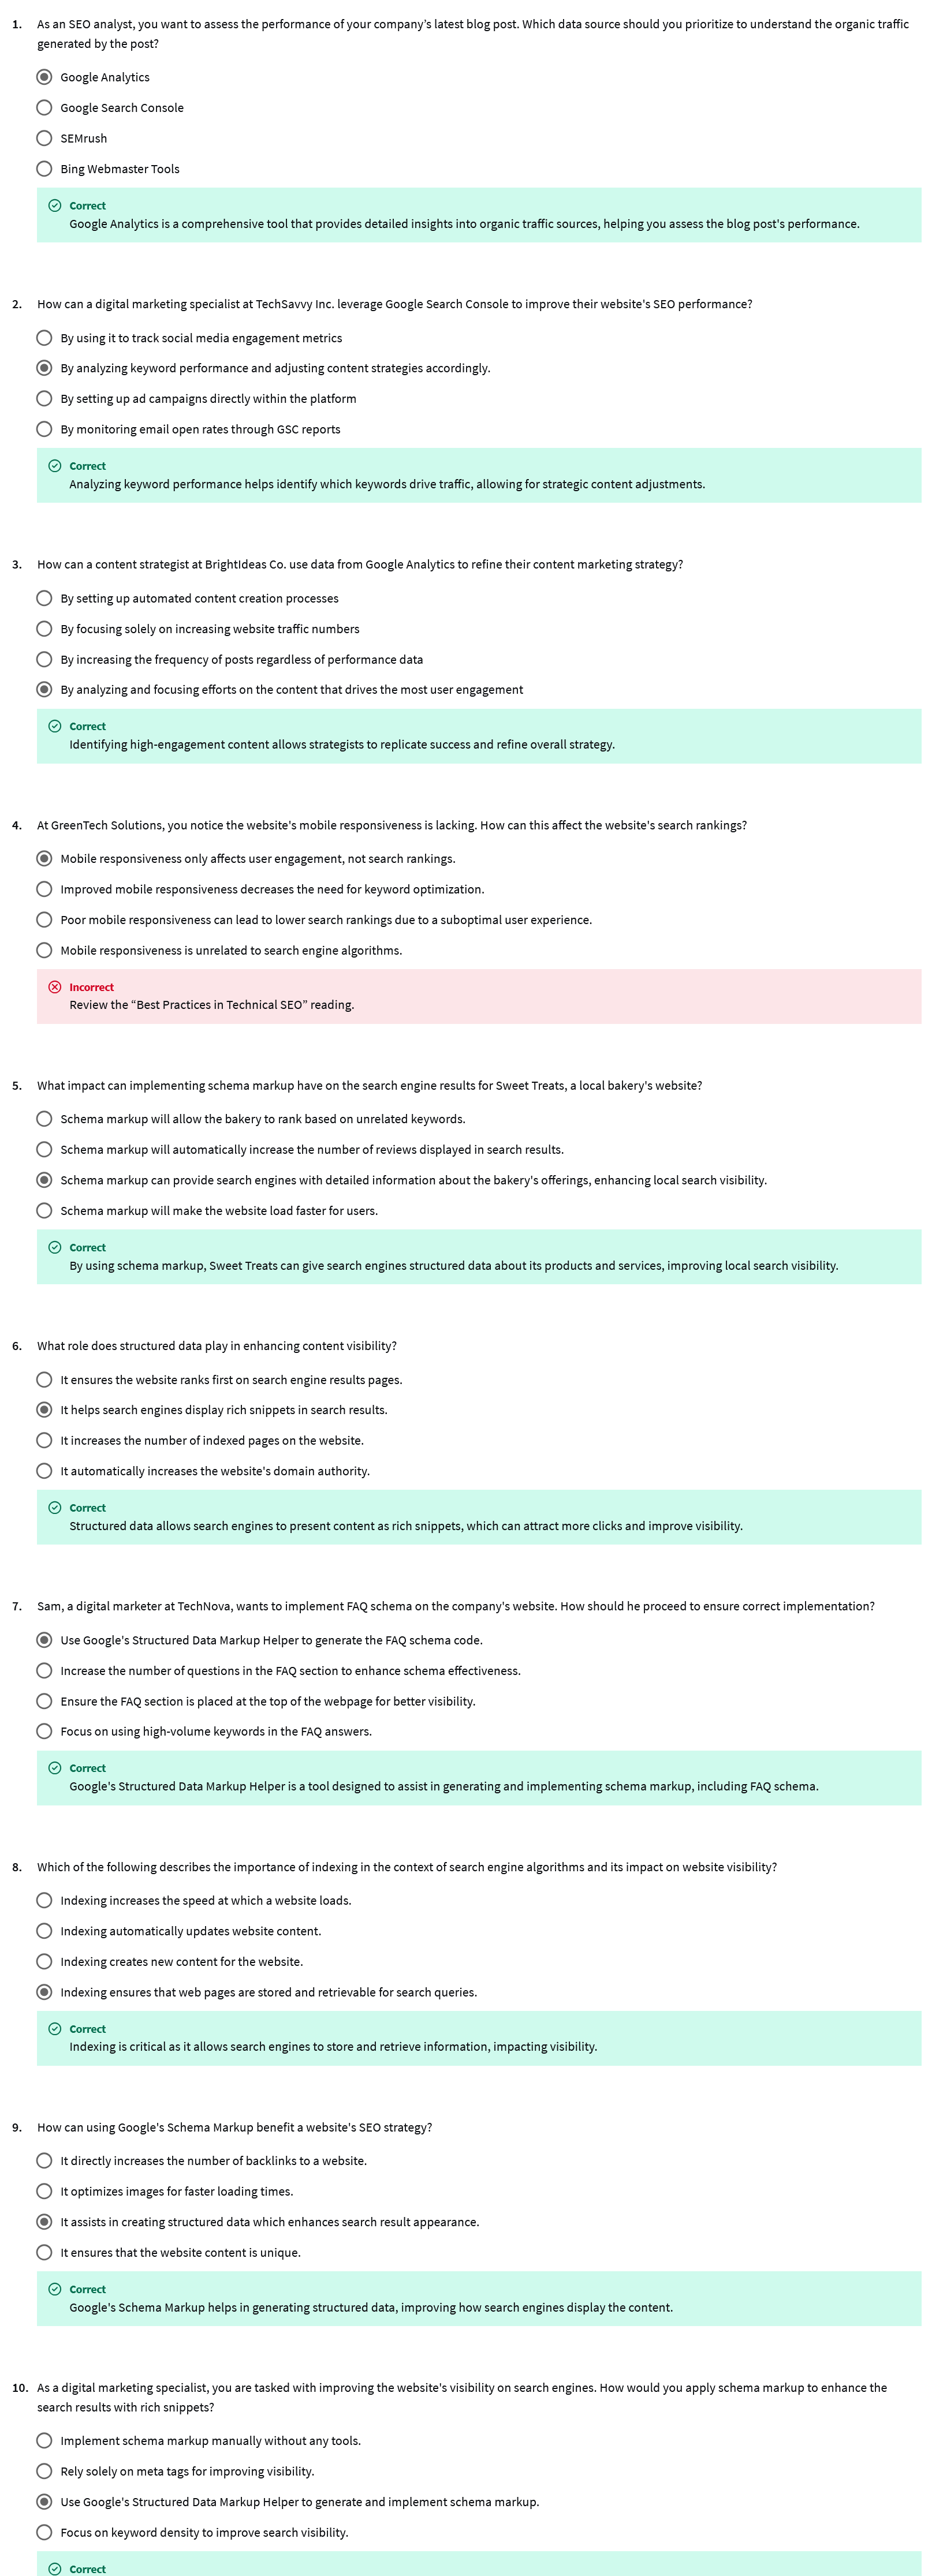 1. As an SEO analyst, you want to assess the performance of your company’s latest blog post. Which data source should you prioritize to understand the organic traffic
generated by the post?
Google Analytics
Google Search Console
SEMrush
Bing Webmaster Tools
Correct
Google Analytics is a comprehensive tool that provides detailed insights into organic traffic sources, helping you assess the blog post's performance.
2. How can a digital marketing specialist at TechSavvy Inc. leverage Google Search Console to improve their website's SEO performance?
By using it to track social media engagement metrics
By analyzing keyword performance and adjusting content strategies accordingly.
By setting up ad campaigns directly within the platform
By monitoring email open rates through GSC reports
Correct
Analyzing keyword performance helps identify which keywords drive traffic, allowing for strategic content adjustments.
3. How can a content strategist at BrightIdeas Co. use data from Google Analytics to refine their content marketing strategy?
By setting up automated content creation processes
By focusing solely on increasing website traffic numbers
By increasing the frequency of posts regardless of performance data
By analyzing and focusing efforts on the content that drives the most user engagement
Correct
Identifying high-engagement content allows strategists to replicate success and refine overall strategy.
4. At GreenTech Solutions, you notice the website's mobile responsiveness is lacking. How can this affect the website's search rankings?
Mobile responsiveness only affects user engagement, not search rankings.
Improved mobile responsiveness decreases the need for keyword optimization.
Poor mobile responsiveness can lead to lower search rankings due to a suboptimal user experience.
Mobile responsiveness is unrelated to search engine algorithms.
Incorrect
Review the “Best Practices in Technical SEO” reading.
5. What impact can implementing schema markup have on the search engine results for Sweet Treats, a local bakery's website?
Schema markup will allow the bakery to rank based on unrelated keywords.
Schema markup will automatically increase the number of reviews displayed in search results.
Schema markup can provide search engines with detailed information about the bakery's offerings, enhancing local search visibility.
Schema markup will make the website load faster for users.
Correct
By using schema markup, Sweet Treats can give search engines structured data about its products and services, improving local search visibility.
6. What role does structured data play in enhancing content visibility?
It ensures the website ranks first on search engine results pages.
It helps search engines display rich snippets in search results.
It increases the number of indexed pages on the website.
It automatically increases the website's domain authority.
Correct
Structured data allows search engines to present content as rich snippets, which can attract more clicks and improve visibility.
7. Sam, a digital marketer at TechNova, wants to implement FAQ schema on the company's website. How should he proceed to ensure correct implementation?
Use Google's Structured Data Markup Helper to generate the FAQ schema code.
Increase the number of questions in the FAQ section to enhance schema effectiveness.
Ensure the FAQ section is placed at the top of the webpage for better visibility.
Focus on using high-volume keywords in the FAQ answers.
Correct
Google's Structured Data Markup Helper is a tool designed to assist in generating and implementing schema markup, including FAQ schema.
8. Which of the following describes the importance of indexing in the context of search engine algorithms and its impact on website visibility?
Indexing increases the speed at which a website loads.
Indexing automatically updates website content.
Indexing creates new content for the website.
Indexing ensures that web pages are stored and retrievable for search queries.
Correct
Indexing is critical as it allows search engines to store and retrieve information, impacting visibility.
9. How can using Google's Schema Markup benefit a website's SEO strategy?
It directly increases the number of backlinks to a website.
It optimizes images for faster loading times.
It assists in creating structured data which enhances search result appearance.
It ensures that the website content is unique.
Correct
Google's Schema Markup helps in generating structured data, improving how search engines display the content.
10. As a digital marketing specialist, you are tasked with improving the website's visibility on search engines. How would you apply schema markup to enhance the
search results with rich snippets?
Implement schema markup manually without any tools.
Rely solely on meta tags for improving visibility.
Use Google's Structured Data Markup Helper to generate and implement schema markup.
Focus on keyword density to improve search visibility.
Correct